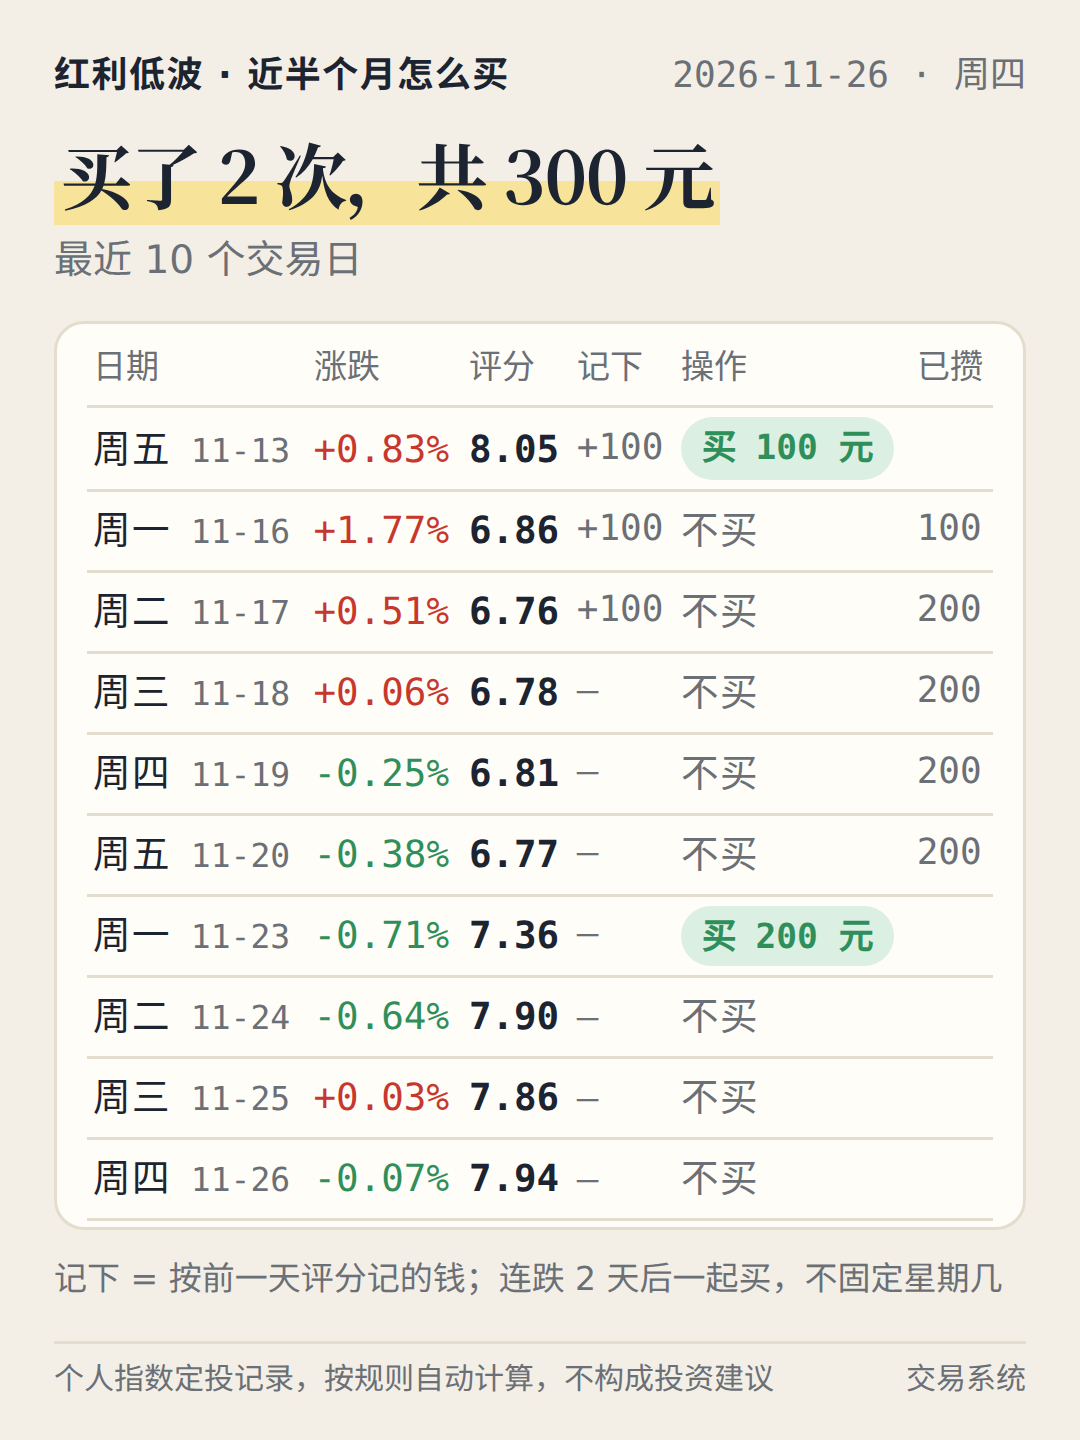 红利低波 · 近半个月怎么买 2026-11-26 · 周四
买了 2 次，共 300 元
最近 10 个交易日
日期 涨跌 评分 记下 操作 已攒
周五 11-13 +0.83% 8.05 +100 买 100 元
周一 11-16 +1.77% 6.86 +100 不买 100
周二 11-17 +0.51% 6.76 +100 不买 200
周三 11-18 +0.06% 6.78 — 不买 200
周四 11-19 -0.25% 6.81 — 不买 200
周五 11-20 -0.38% 6.77 — 不买 200
周一 11-23 -0.71% 7.36 — 买 200 元
周二 11-24 -0.64% 7.90 — 不买
周三 11-25 +0.03% 7.86 — 不买
周四 11-26 -0.07% 7.94 — 不买
记下 = 按前一天评分记的钱；连跌 2 天后一起买，不固定星期几
个人指数定投记录，按规则自动计算，不构成投资建议 交易系统